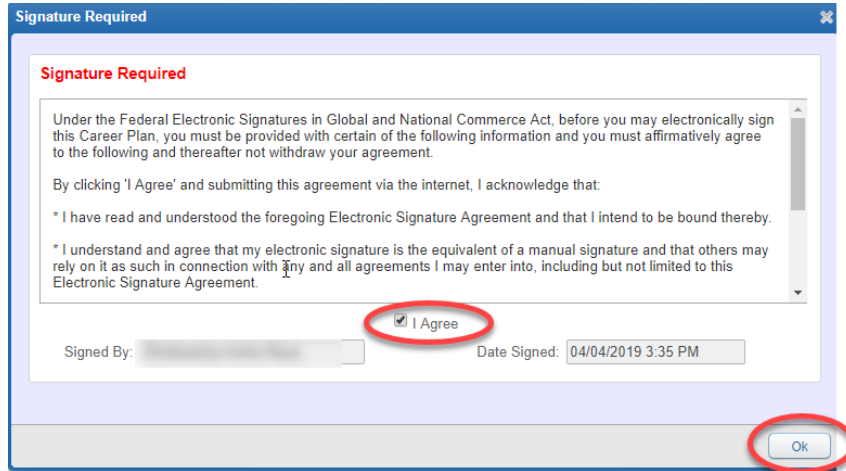 Signature Required
Signature Required
Under the Federal Electronic Signatures in Global and National Commerce Act, before you may electronically sign
this Career Plan, you must be provided with certain of the following information and you must affirmatively agree
to the following and thereafter not withdraw your agreement.
By clicking 'I Agree' and submitting this agreement via the internet, I acknowledge that:
* I have read and understood the foregoing Electronic Signature Agreement and that I intend to be bound thereby.
* I understand and agree that my electronic signature is the equivalent of a manual signature and that others may
rely on it as such in connection with any and all agreements I may enter into, including but not limited to this
Electronic Signature Agreement.
I Agree
Signed By: Date Signed: 04/04/2019 3:35 PM
Ok